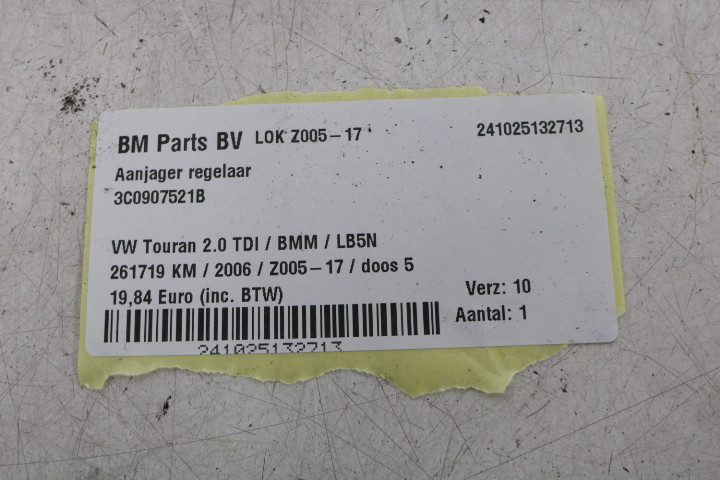 BM Parts BV LOK Z005-17 241025132713
Aanjager regelaar
3C0907521B
VW Touran 2.0 TDI / BMM / LB5N
261719 KM / 2006 / Z005-17 / doos 5
19,84 Euro (inc. BTW) Verz: 10
Aantal: 1
241025132713